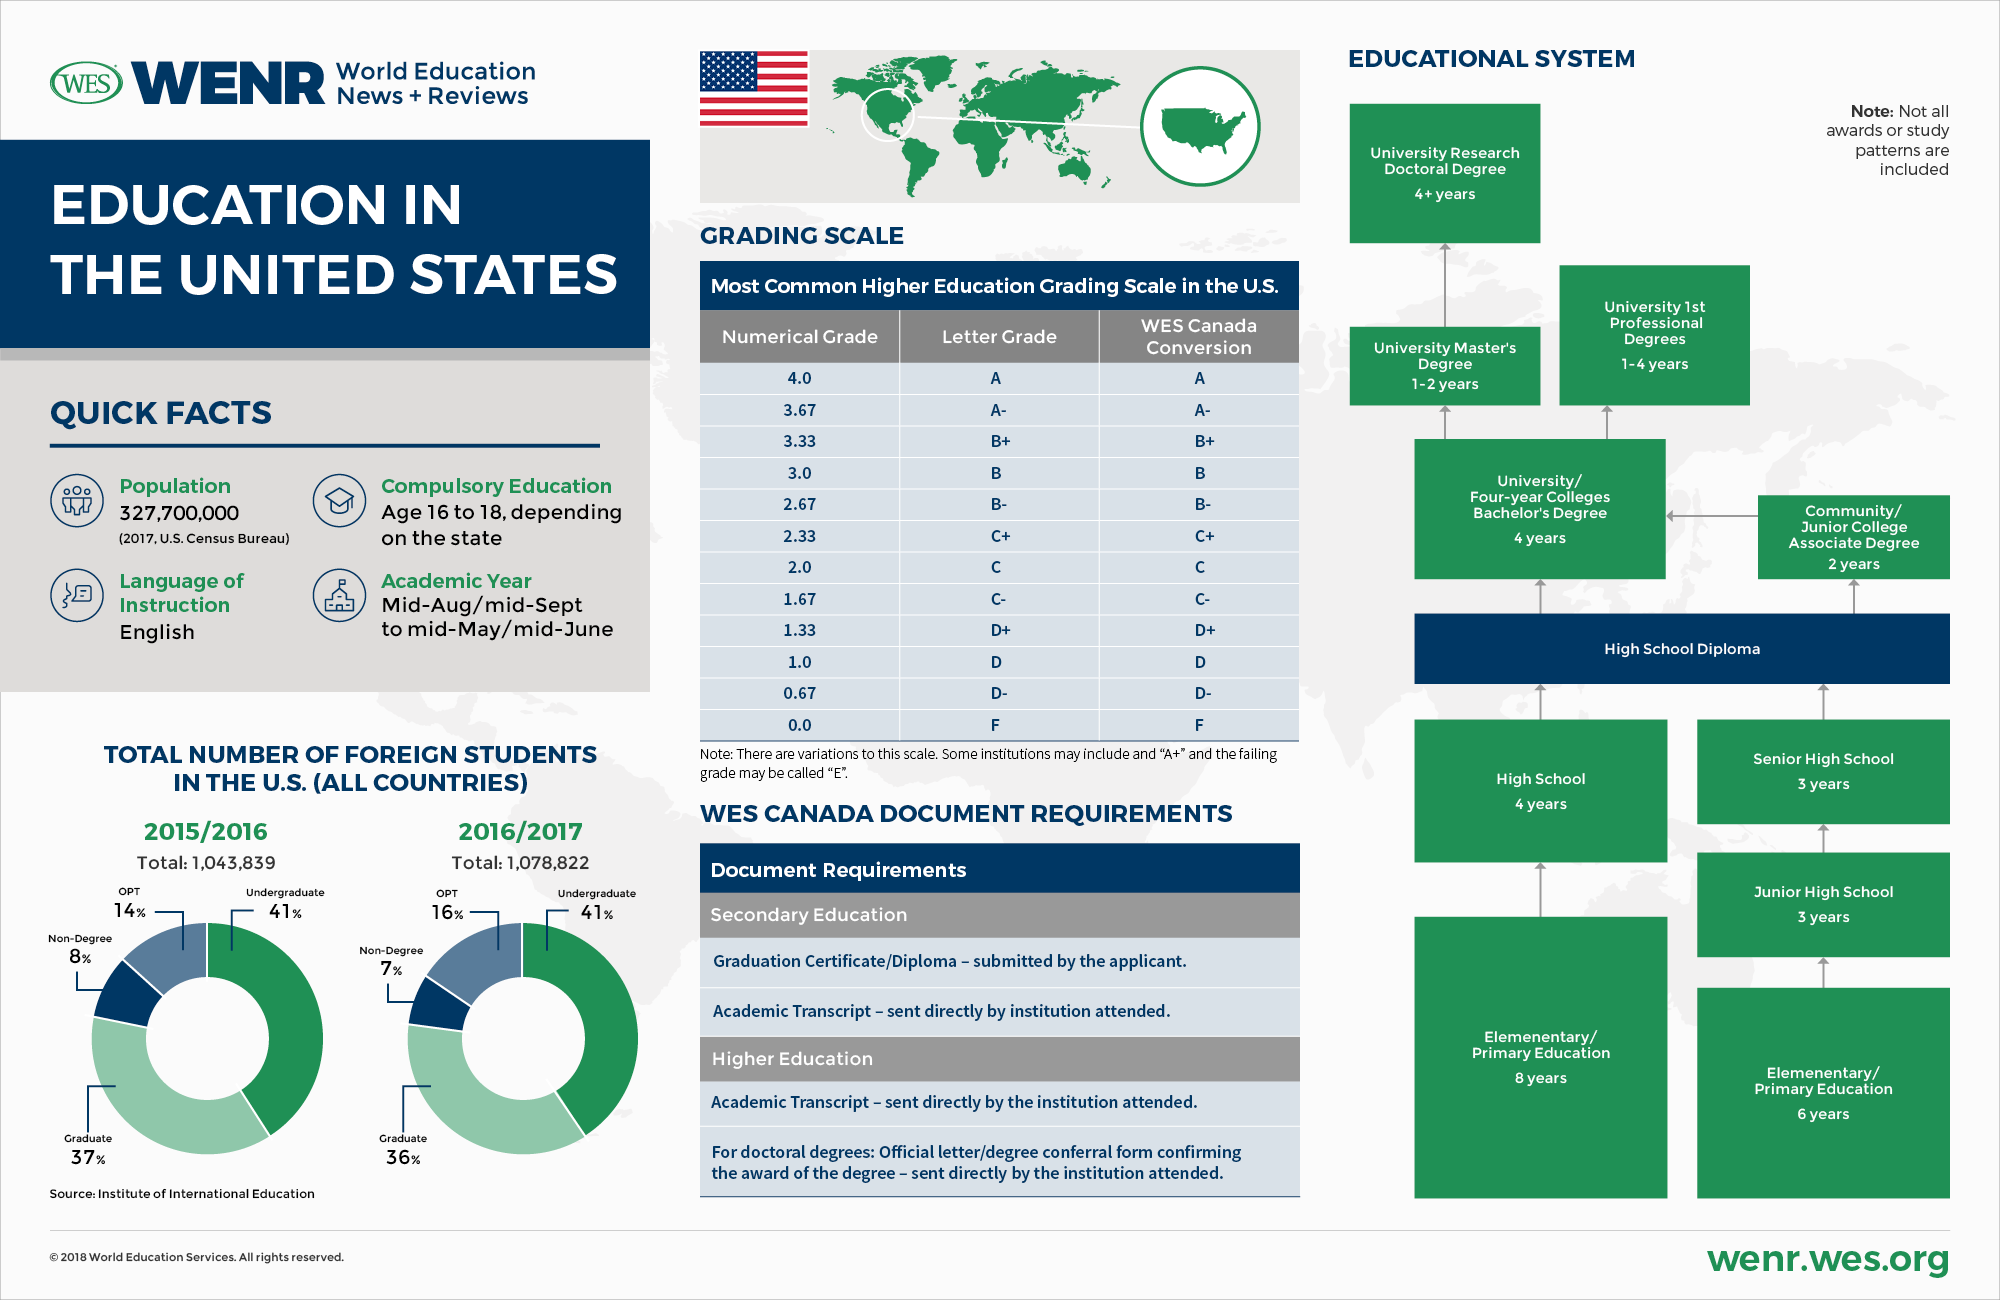 WES
WENR
World Education
News + Reviews
EDUCATION IN
THE UNITED STATES
QUICK FACTS
Population
327,700,000
(2017, U.S. Census Bureau)
Compulsory Education
Age 16 to 18, depending
on the state
Language of
Instruction
English
Academic Year
Mid-Aug/mid-Sept
to mid-May/mid-June
TOTAL NUMBER OF FOREIGN STUDENTS
IN THE U.S. (ALL COUNTRIES)
2015/2016
Total: 1,043,839
OPT
14%
Undergraduate
41%
Non-Degree
8%
Graduate
37%
2016/2017
Total: 1,078,822
OPT
16%
Undergraduate
41%
Non-Degree
7%
Graduate
36%
Source: Institute of International Education
GRADING SCALE
Most Common Higher Education Grading Scale in the U.S.
Numerical Grade Letter Grade WES Canada
Conversion
4.0 A A
3.67 A- A-
3.33 B+ B+
3.0 B B
2.67 B- B-
2.33 C+ C+
2.0 C C
1.67 C- C-
1.33 D+ D+
1.0 D D
0.67 D- D-
0.0 F F
Note: There are variations to this scale. Some institutions may include and “A+” and the failing
grade may be called “E”.
WES CANADA DOCUMENT REQUIREMENTS
Document Requirements
Secondary Education
Graduation Certificate/Diploma – submitted by the applicant.
Academic Transcript – sent directly by institution attended.
Higher Education
Academic Transcript – sent directly by the institution attended.
For doctoral degrees: Official letter/degree conferral form confirming
the award of the degree – sent directly by the institution attended.
EDUCATIONAL SYSTEM
Note: Not all
awards or study
patterns are
included
University Research
Doctoral Degree
4+ years
University 1st
Professional
Degrees
1-4 years
University Master's
Degree
1-2 years
University/
Four-year Colleges
Bachelor's Degree
4 years
Community/
Junior College
Associate Degree
2 years
High School Diploma
High School
4 years
Senior High School
3 years
Junior High School
3 years
Elemenentary/
Primary Education
8 years
Elemenentary/
Primary Education
6 years
© 2018 World Education Services. All rights reserved.
wenr.wes.org